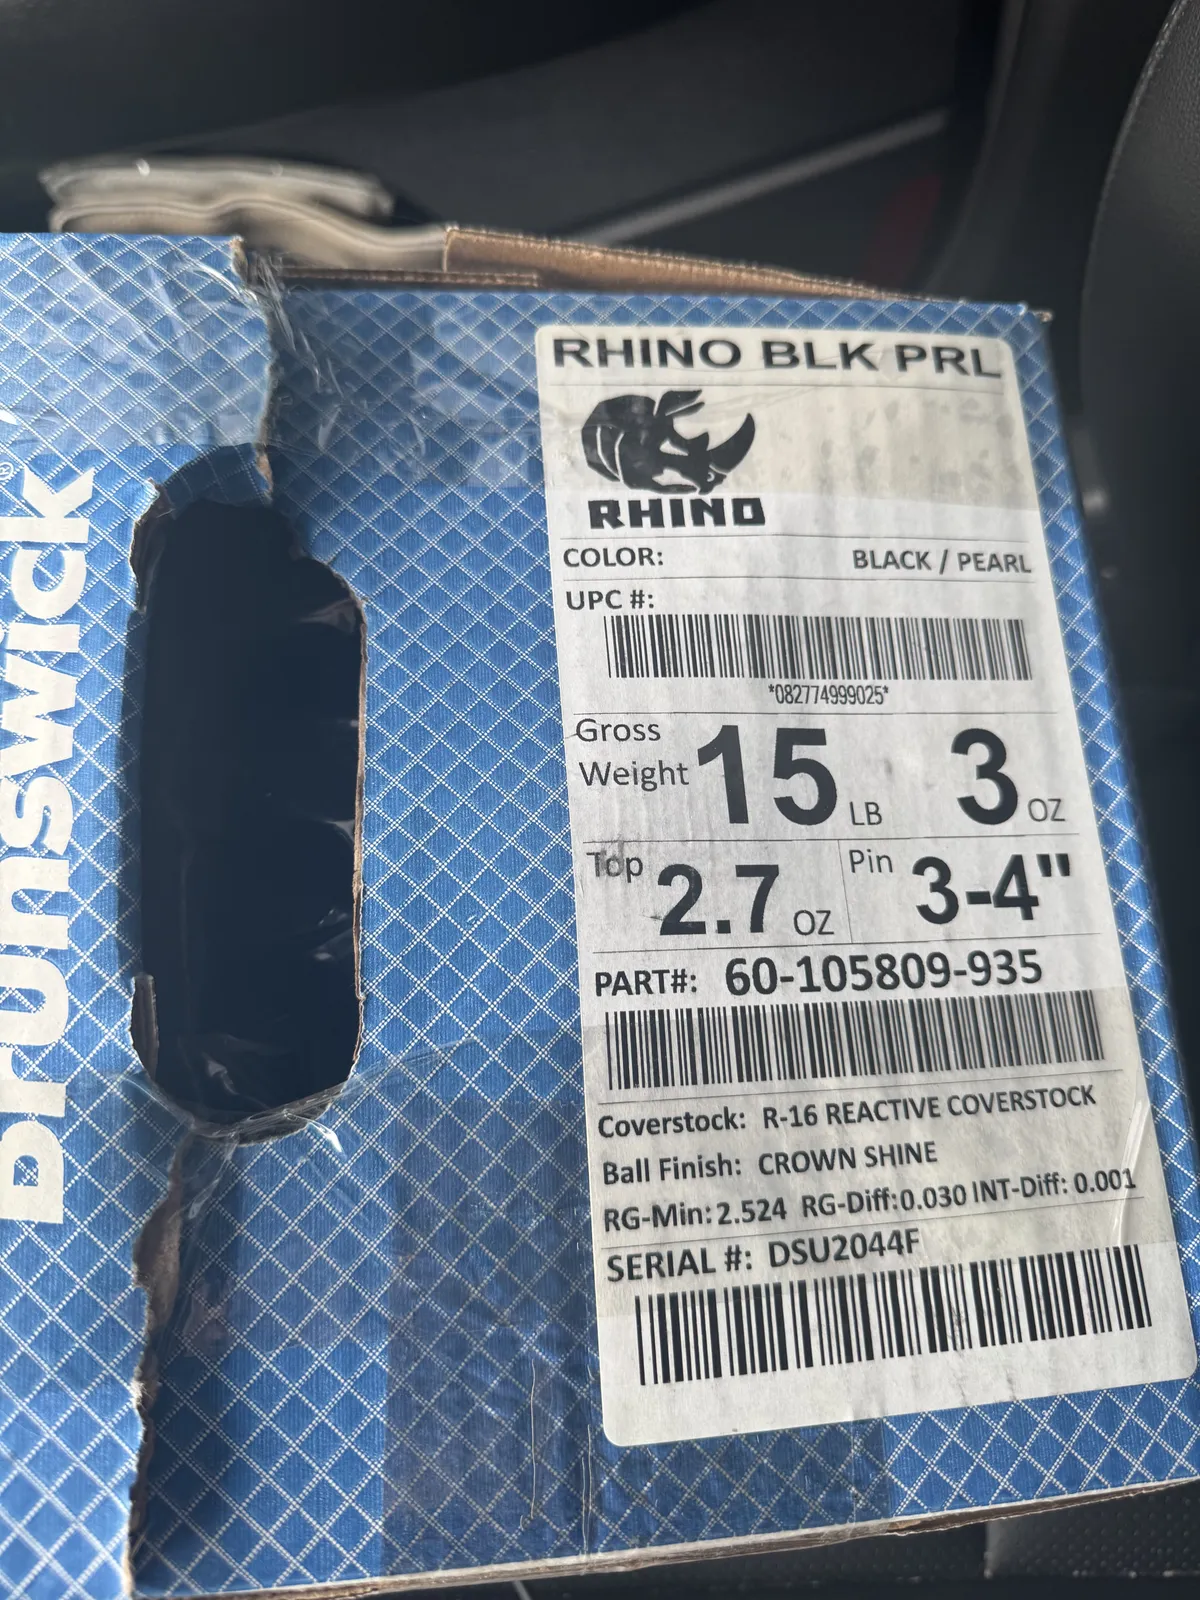 Brunswick®
RHINO BLK PRL
RHINO
COLOR: BLACK / PEARL
UPC #:
*082774999025*
Gross Weight 15 LB 3 OZ
Top 2.7 OZ Pin 3-4"
PART#: 60-105809-935
Coverstock: R-16 REACTIVE COVERSTOCK
Ball Finish: CROWN SHINE
RG-Min: 2.524 RG-Diff:0.030 INT-Diff: 0.001
SERIAL #: DSU2044F